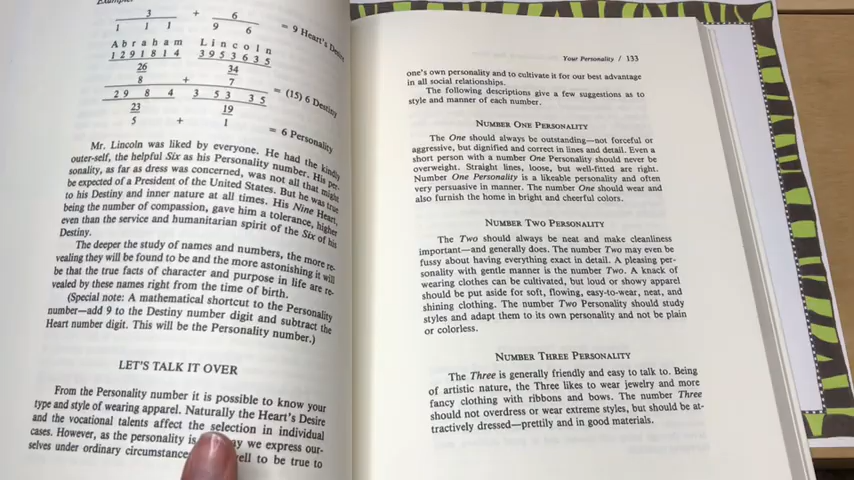 Example:
3 + 6 = 9 Heart's Desire
1 1 1 9 6
Abraham Lincoln
1291814 3953635
26 34
8 + 7 = (15) 6 Destiny
29 8 4 3 53 35
23 19
5 + 1 = 6 Personality
Mr. Lincoln was liked by everyone. He had the kindly
outer-self, the helpful Six as his Personality number. His per-
sonality, as far as dress was concerned, was not all that might
be expected of a President of the United States. But he was true
to his Destiny and inner nature at all times. His Nine Heart,
being the number of compassion, gave him a tolerance, higher
even than the service and humanitarian spirit of the Six of his
Destiny.
The deeper the study of names and numbers, the more re-
vealing they will be found to be and the more astonishing it will
be that the true facts of character and purpose in life are re-
vealed by these names right from the time of birth.
(Special note: A mathematical shortcut to the Personality
number—add 9 to the Destiny number digit and subtract the
Heart number digit. This will be the Personality number.)
LET'S TALK IT OVER
From the Personality number it is possible to know your
type and style of wearing apparel. Naturally the Heart's Desire
and the vocational talents affect the selection in individual
cases. However, as the personality is we express our-
selves under ordinary circumstance well to be true to
Your Personality / 133
one's own personality and to cultivate it for our best advantage
in all social relationships.
The following descriptions give a few suggestions as to
style and manner of each number.
NUMBER ONE PERSONALITY
The One should always be outstanding—not forceful or
aggressive, but dignified and correct in lines and detail. Even a
short person with a number One Personality should never be
overweight. Straight lines, loose, but well-fitted are right.
Number One Personality is a likeable personality and often
very persuasive in manner. The number One should wear and
also furnish the home in bright and cheerful colors.
NUMBER TWO PERSONALITY
The Two should always be neat and make cleanliness
important—and generally does. The number Two may even be
fussy about having everything exact in detail. A pleasing per-
sonality with gentle manner is the number Two. A knack of
wearing clothes can be cultivated, but loud or showy apparel
should be put aside for soft, flowing, easy-to-wear, neat, and
shining clothing. The number Two Personality should study
styles and adapt them to its own personality and not be plain
or colorless.
NUMBER THREE PERSONALITY
The Three is generally friendly and easy to talk to. Being
of artistic nature, the Three likes to wear jewelry and more
fancy clothing with ribbons and bows. The number Three
should not overdress or wear extreme styles, but should be at-
tractively dressed—prettily and in good materials.